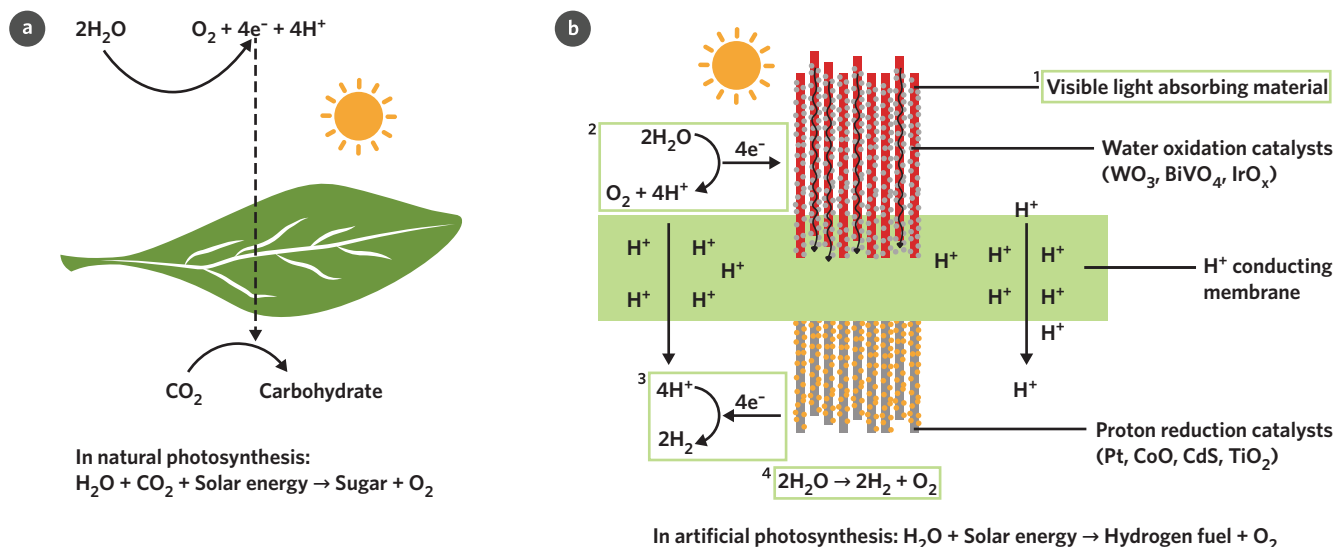 a
2H₂O
O₂ + 4e⁻ + 4H⁺
CO₂
Carbohydrate
In natural photosynthesis:
H₂O + CO₂ + Solar energy → Sugar + O₂
b
1 Visible light absorbing material
2
2H₂O
4e⁻
O₂ + 4H⁺
Water oxidation catalysts
(WO₃, BiVO₄, IrOₓ)
H⁺
H⁺ H⁺ H⁺ H⁺ H⁺
H⁺
H⁺ H⁺ H⁺ H⁺
H⁺ conducting
membrane
H⁺
H⁺
3
4H⁺
4e⁻
2H₂
Proton reduction catalysts
(Pt, CoO, CdS, TiO₂)
4 2H₂O → 2H₂ + O₂
In artificial photosynthesis: H₂O + Solar energy → Hydrogen fuel + O₂